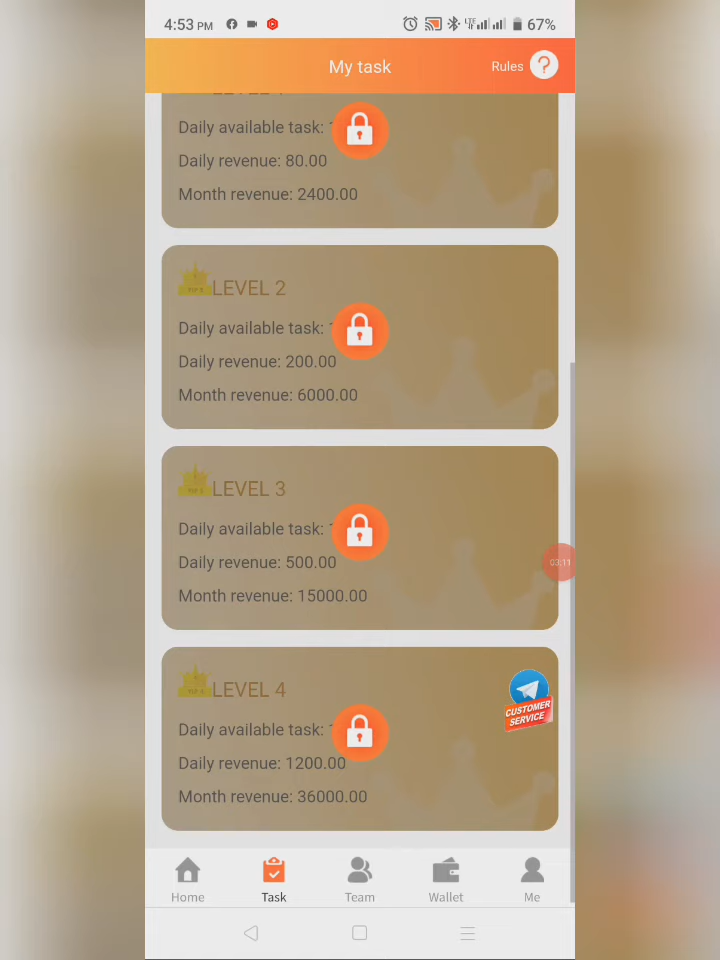 4:53 PM
67%
My task
Rules ?
Daily available task:
Daily revenue: 80.00
Month revenue: 2400.00
LEVEL 2
Daily available task:
Daily revenue: 200.00
Month revenue: 6000.00
LEVEL 3
Daily available task:
Daily revenue: 500.00
Month revenue: 15000.00
03:11
LEVEL 4
CUSTOMER
SERVICE
Daily available task:
Daily revenue: 1200.00
Month revenue: 36000.00
Home
Task
Team
Wallet
Me